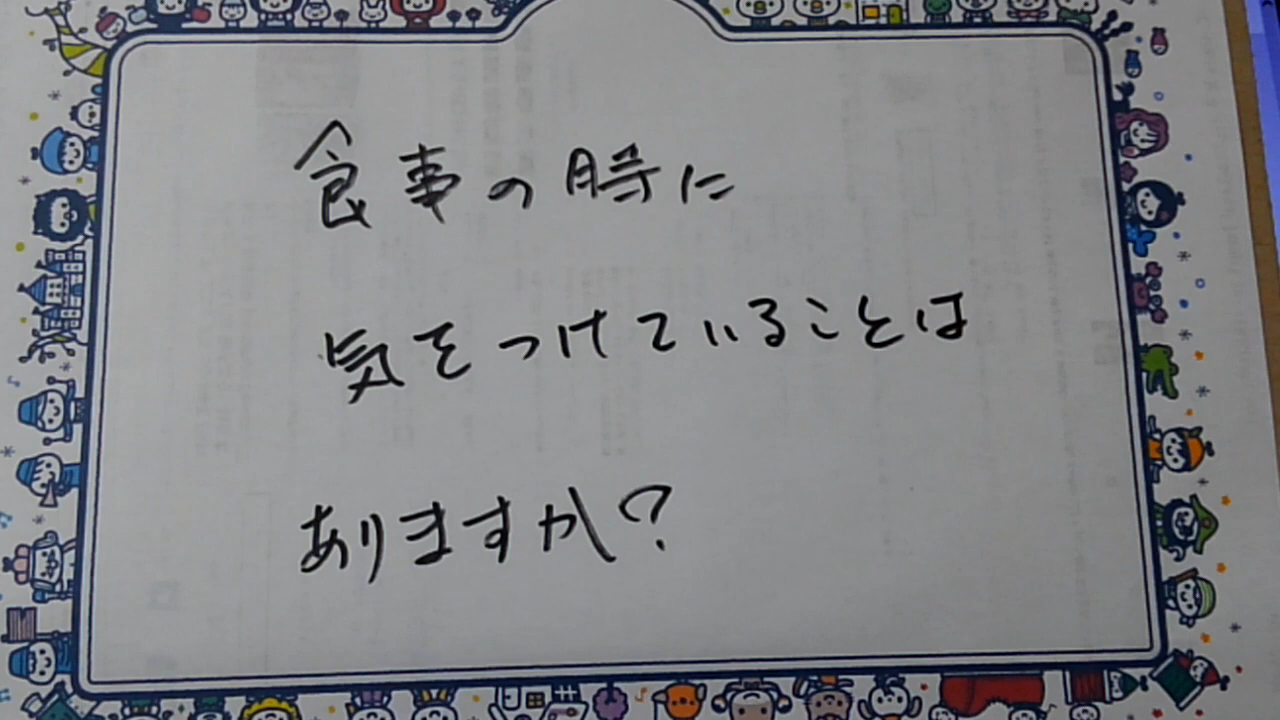 食事の時に
気をつけていることは
ありますか？